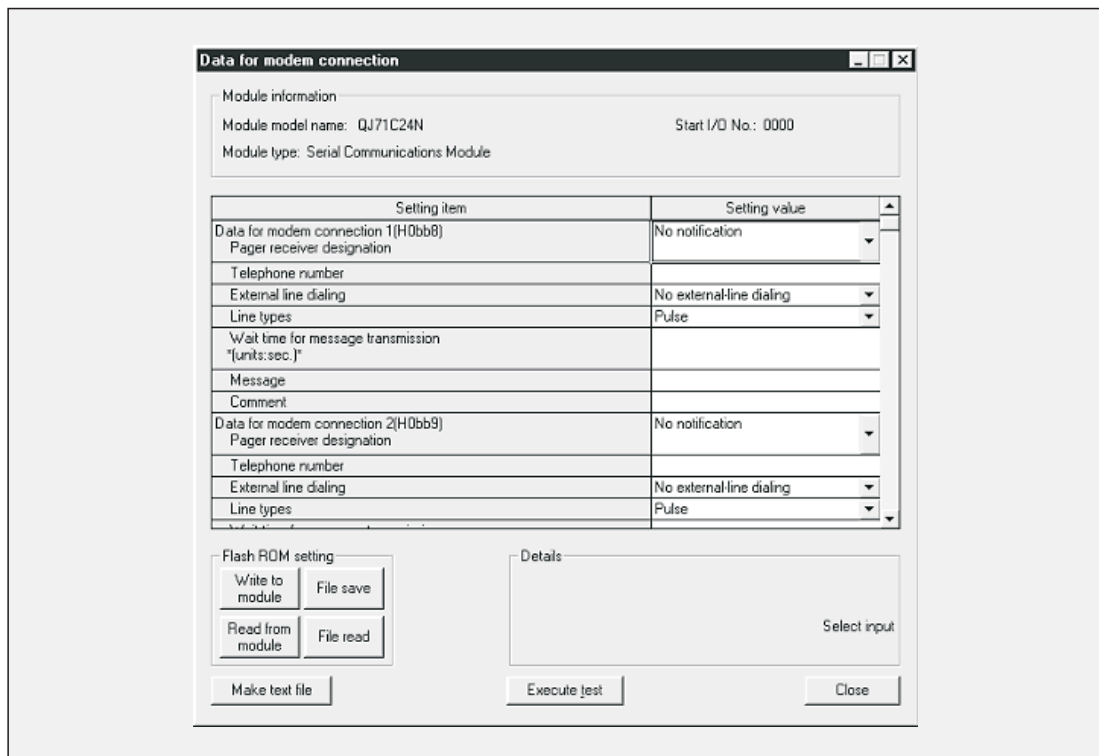 Data for modem connection
Module information
Module model name: QJ71C24N Start I/O No.: 0000
Module type: Serial Communications Module
Setting item Setting value
Data for modem connection 1(H0bb8) No notification
Pager receiver designation
Telephone number
External line dialing No external-line dialing
Line types Pulse
Wait time for message transmission
"(units:sec.)"
Message
Comment
Data for modem connection 2(H0bb9) No notification
Pager receiver designation
Telephone number
External line dialing No external-line dialing
Line types Pulse
Flash ROM setting Details
Write to
module
File save
Read from
module
File read
Select input
Make text file Execute test Close